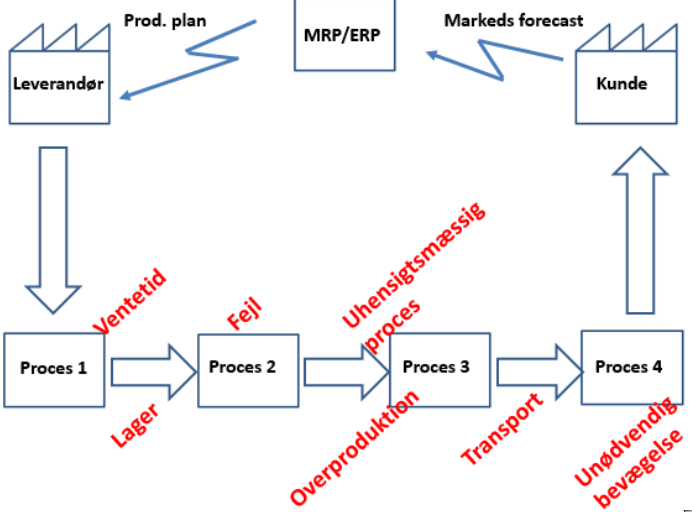 Prod. plan
MRP/ERP
Markeds forecast
Leverandør
Kunde
Ventetid
Fejl
Uhensigtsmæssig
proces
Proces 1
Proces 2
Proces 3
Proces 4
Lager
Overproduktion
Transport
Unødvendig
bevægelse